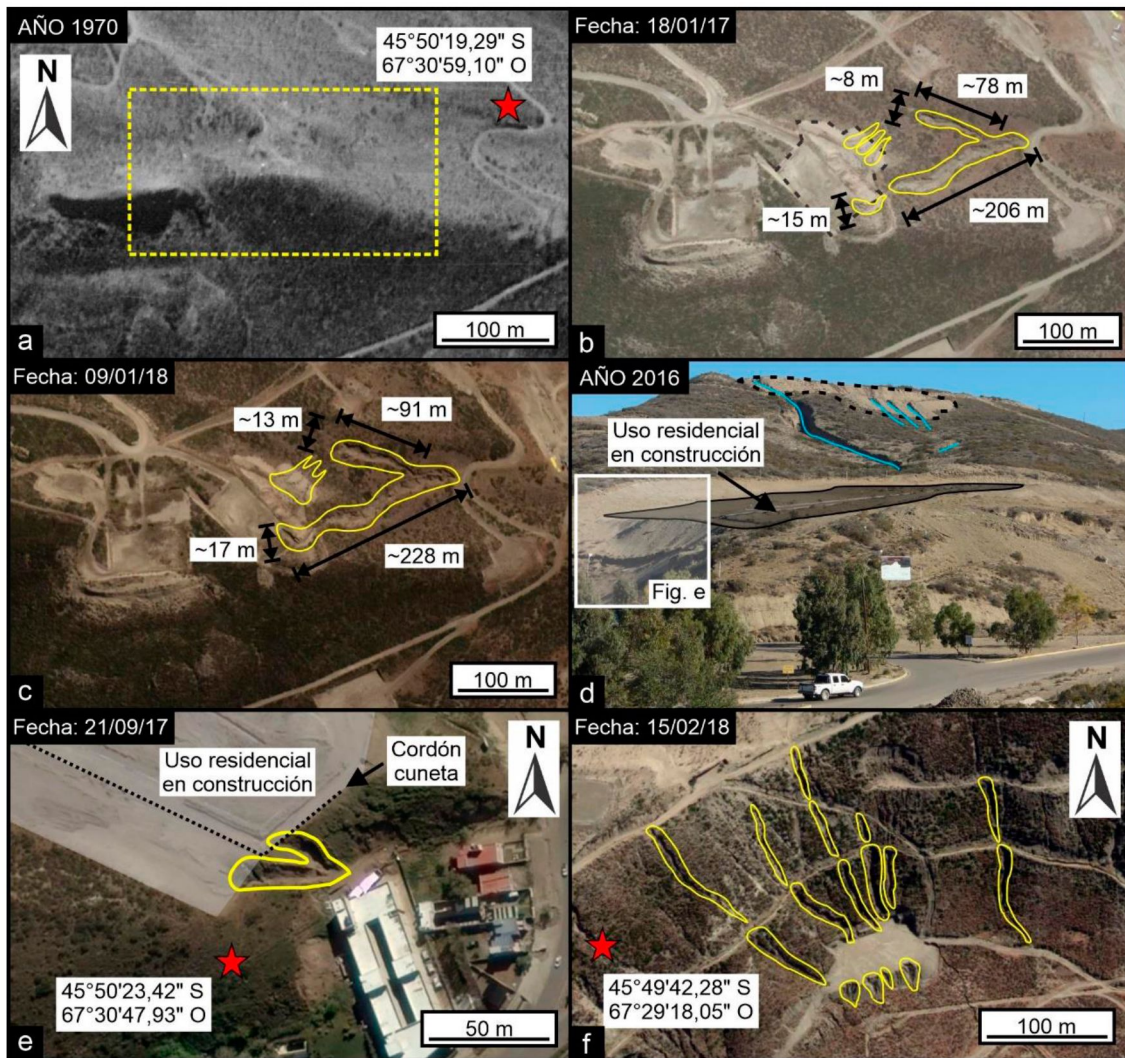 AÑO 1970
N
45°50'19,29" S
67°30'59,10" O
100 m
a
Fecha: 18/01/17
~8 m
~78 m
~15 m
~206 m
100 m
b
Fecha: 09/01/18
~13 m
~91 m
~17 m
~228 m
100 m
c
AÑO 2016
Uso residencial
en construcción
Fig. e
d
Fecha: 21/09/17
Uso residencial
en construcción
Cordón
cuneta
N
45°50'23,42" S
67°30'47,93" O
50 m
e
Fecha: 15/02/18
N
45°49'42,28" S
67°29'18,05" O
100 m
f